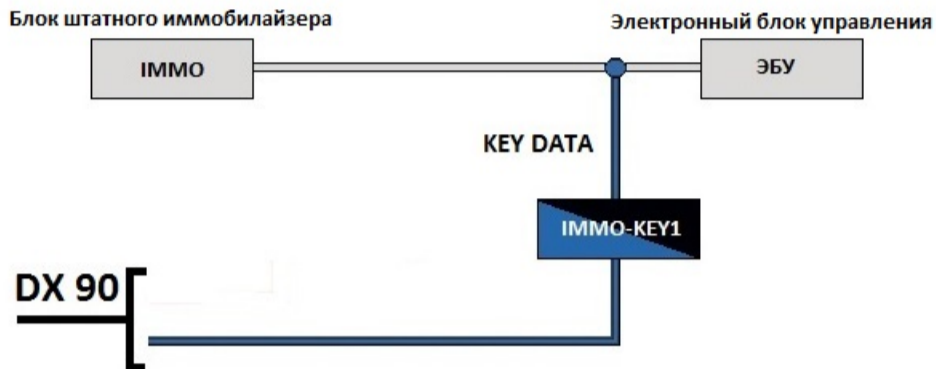 Блок штатного иммобилайзера
Электронный блок управления
IMMO
ЭБУ
KEY DATA
IMMO-KEY1
DX 90